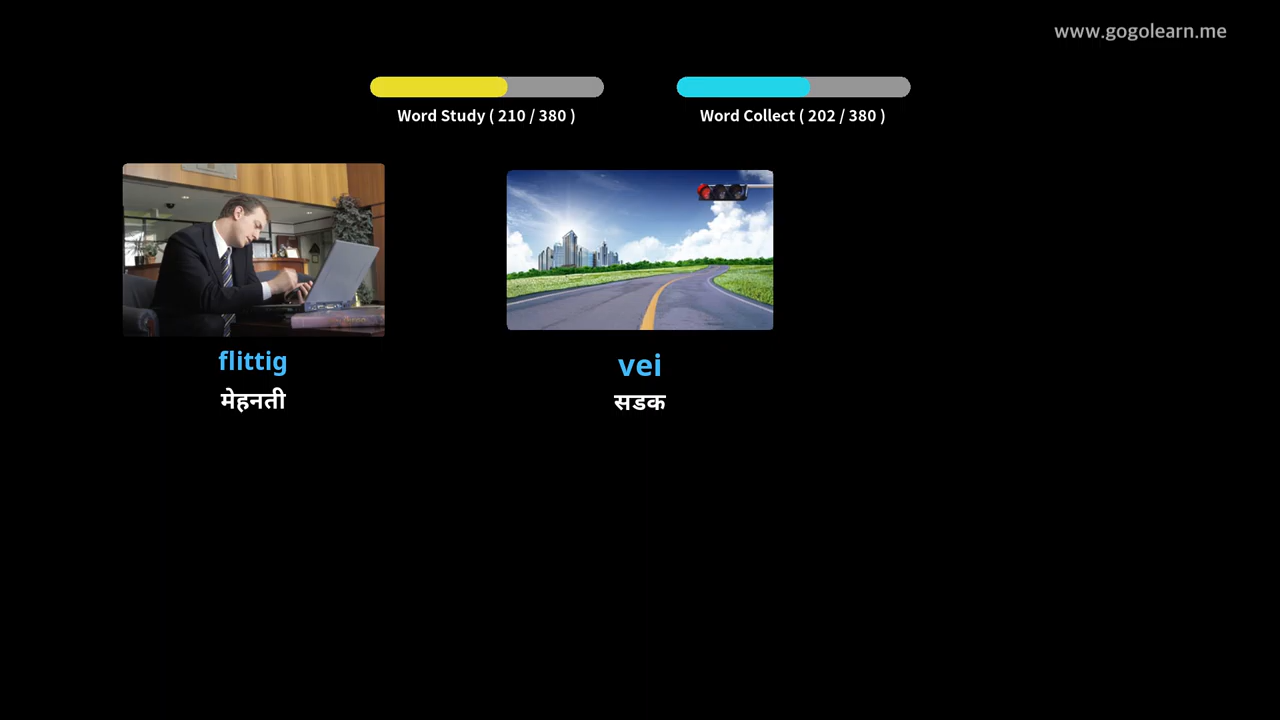 www.gogolearn.me
Word Study ( 210 / 380 )
Word Collect ( 202 / 380 )
flittig
मेहनती
vei
सडक